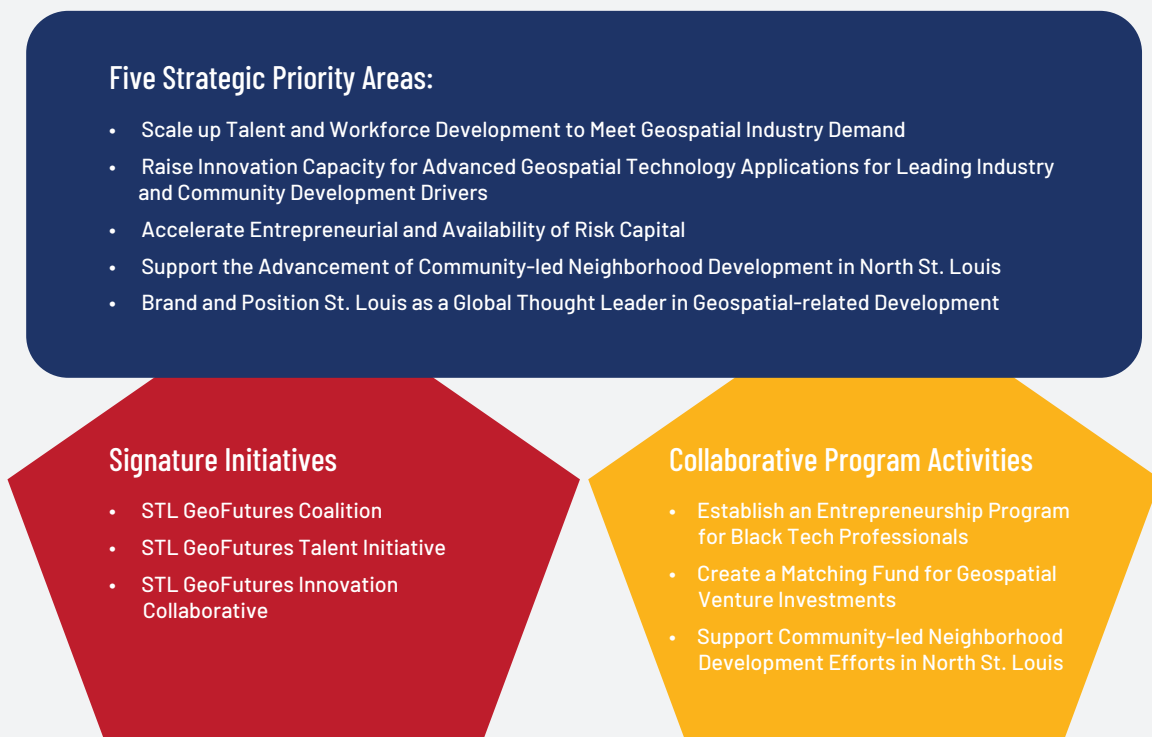 Five Strategic Priority Areas:
• Scale up Talent and Workforce Development to Meet Geospatial Industry Demand
• Raise Innovation Capacity for Advanced Geospatial Technology Applications for Leading Industry
and Community Development Drivers
• Accelerate Entrepreneurial and Availability of Risk Capital
• Support the Advancement of Community-led Neighborhood Development in North St. Louis
• Brand and Position St. Louis as a Global Thought Leader in Geospatial-related Development
Signature Initiatives
• STL GeoFutures Coalition
• STL GeoFutures Talent Initiative
• STL GeoFutures Innovation
Collaborative
Collaborative Program Activities
• Establish an Entrepreneurship Program
for Black Tech Professionals
• Create a Matching Fund for Geospatial
Venture Investments
• Support Community-led Neighborhood
Development Efforts in North St. Louis